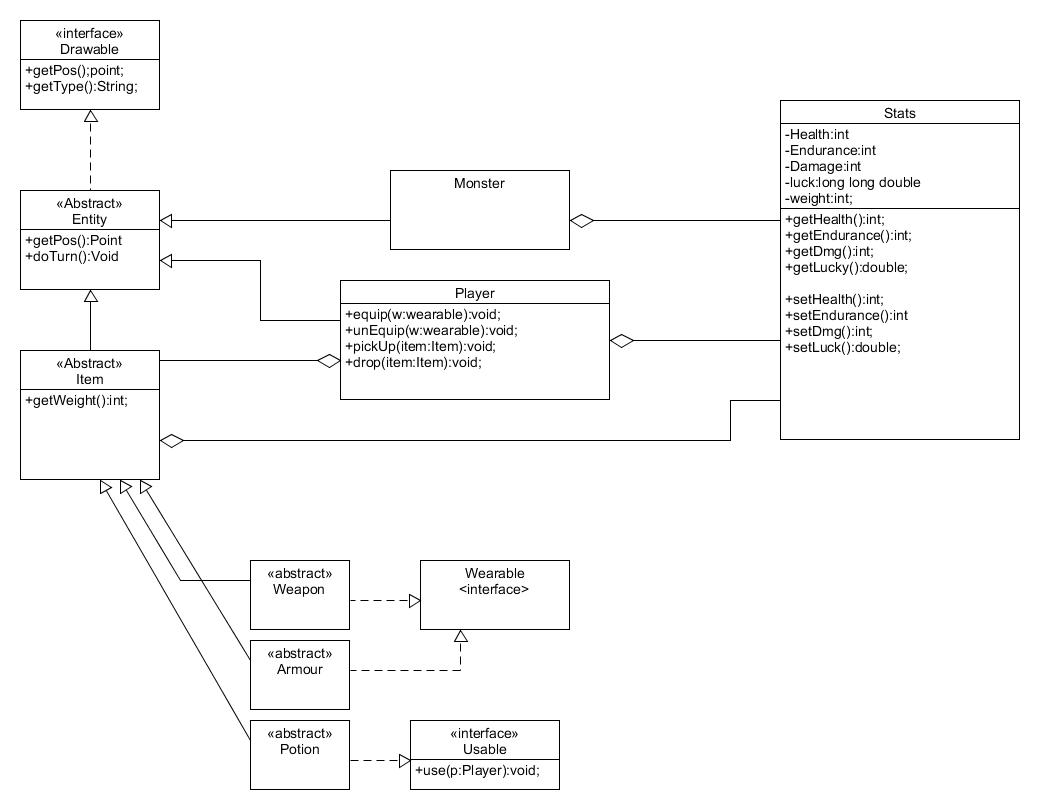 «interface»
Drawable
+getPos();point;
+getType():String;
«Abstract»
Entity
+getPos():Point
+doTurn():Void
Monster
Stats
-Health:int
-Endurance:int
-Damage:int
-luck:long long double
-weight:int;
+getHealth():int;
+getEndurance():int;
+getDmg():int;
+getLucky():double;
+setHealth():int;
+setEndurance():int
+setDmg():int;
+setLuck():double;
Player
+equip(w:wearable):void;
+unEquip(w:wearable):void;
+pickUp(item:Item):void;
+drop(item:Item):void;
«Abstract»
Item
+getWeight():int;
«abstract»
Weapon
Wearable
<interface>
«abstract»
Armour
«abstract»
Potion
«interface»
Usable
+use(p:Player):void;